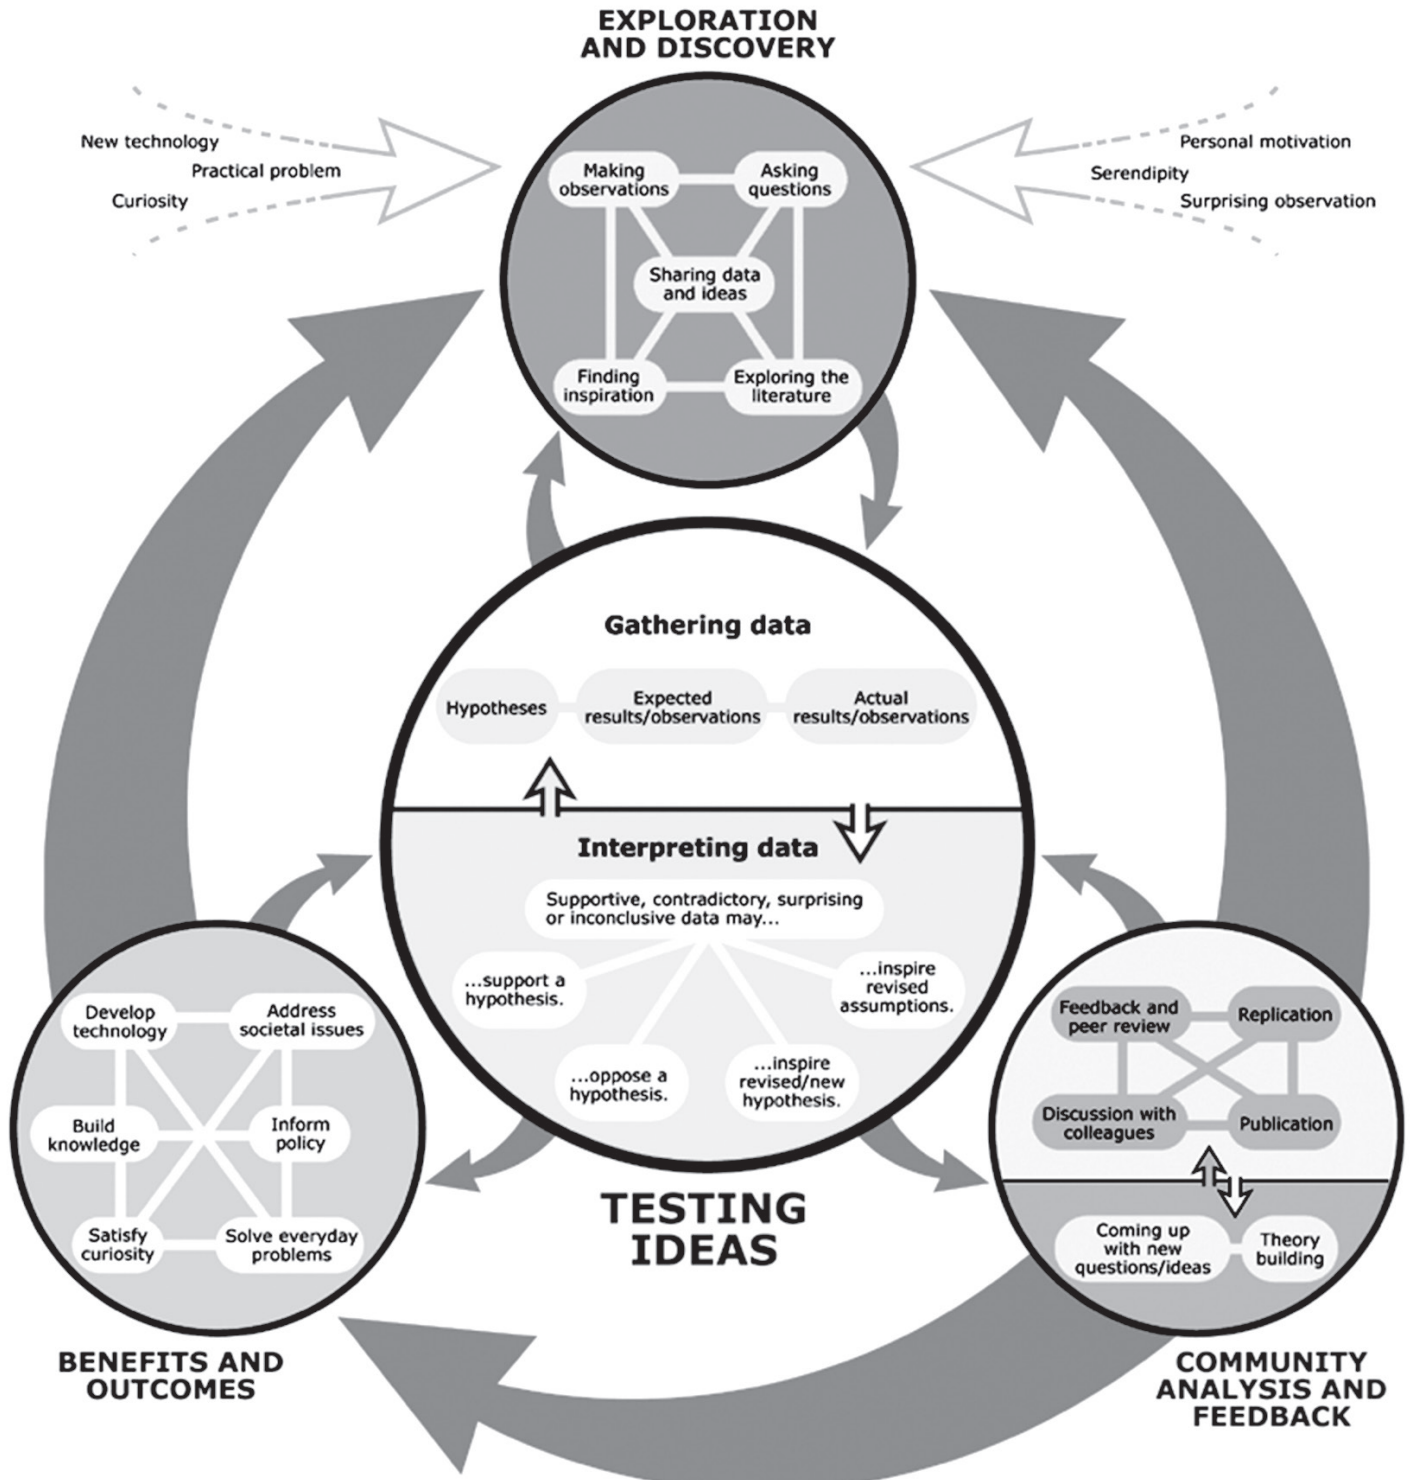 EXPLORATION
AND DISCOVERY
New technology
Practical problem
Curiosity
Personal motivation
Serendipity
Surprising observation
Making
observations
Asking
questions
Sharing data
and ideas
Finding
inspiration
Exploring the
literature
Gathering data
Hypotheses
Expected
results/observations
Actual
results/observations
Interpreting data
Supportive, contradictory, surprising
or inconclusive data may...
...support a
hypothesis.
...oppose a
hypothesis.
...inspire
revised/new
hypothesis.
...inspire
revised
assumptions.
TESTING
IDEAS
Develop
technology
Address
societal issues
Build
knowledge
Inform
policy
Satisfy
curiosity
Solve everyday
problems
BENEFITS AND
OUTCOMES
Feedback and
peer review
Replication
Discussion with
colleagues
Publication
Coming up
with new
questions/ideas
Theory
building
COMMUNITY
ANALYSIS AND
FEEDBACK